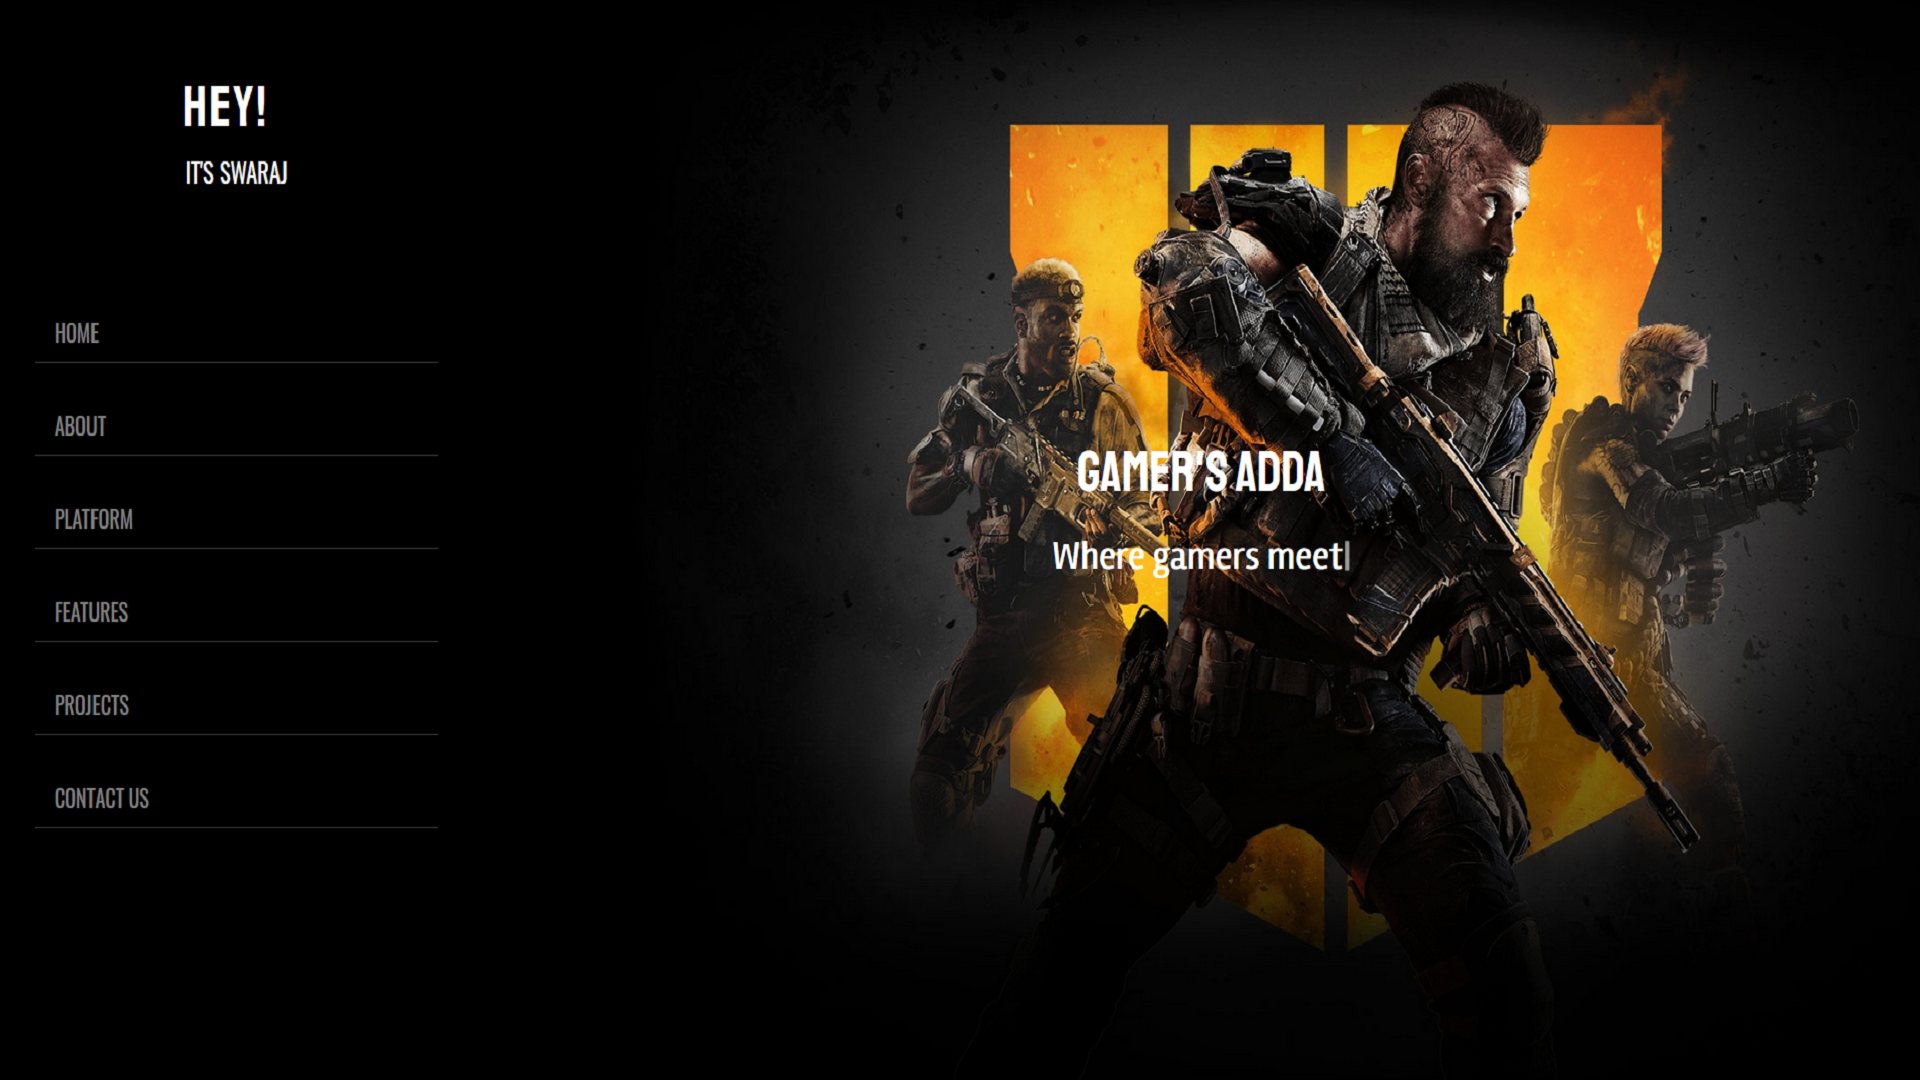 HEY!
IT'S SWARAJ
HOME
ABOUT
PLATFORM
FEATURES
PROJECTS
CONTACT US
GAMER'S ADDA
Where gamers meet